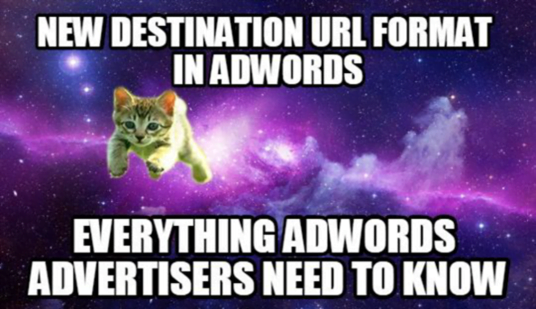 NEW DESTINATION URL FORMAT
IN ADWORDS
EVERYTHING ADWORDS
ADVERTISERS NEED TO KNOW